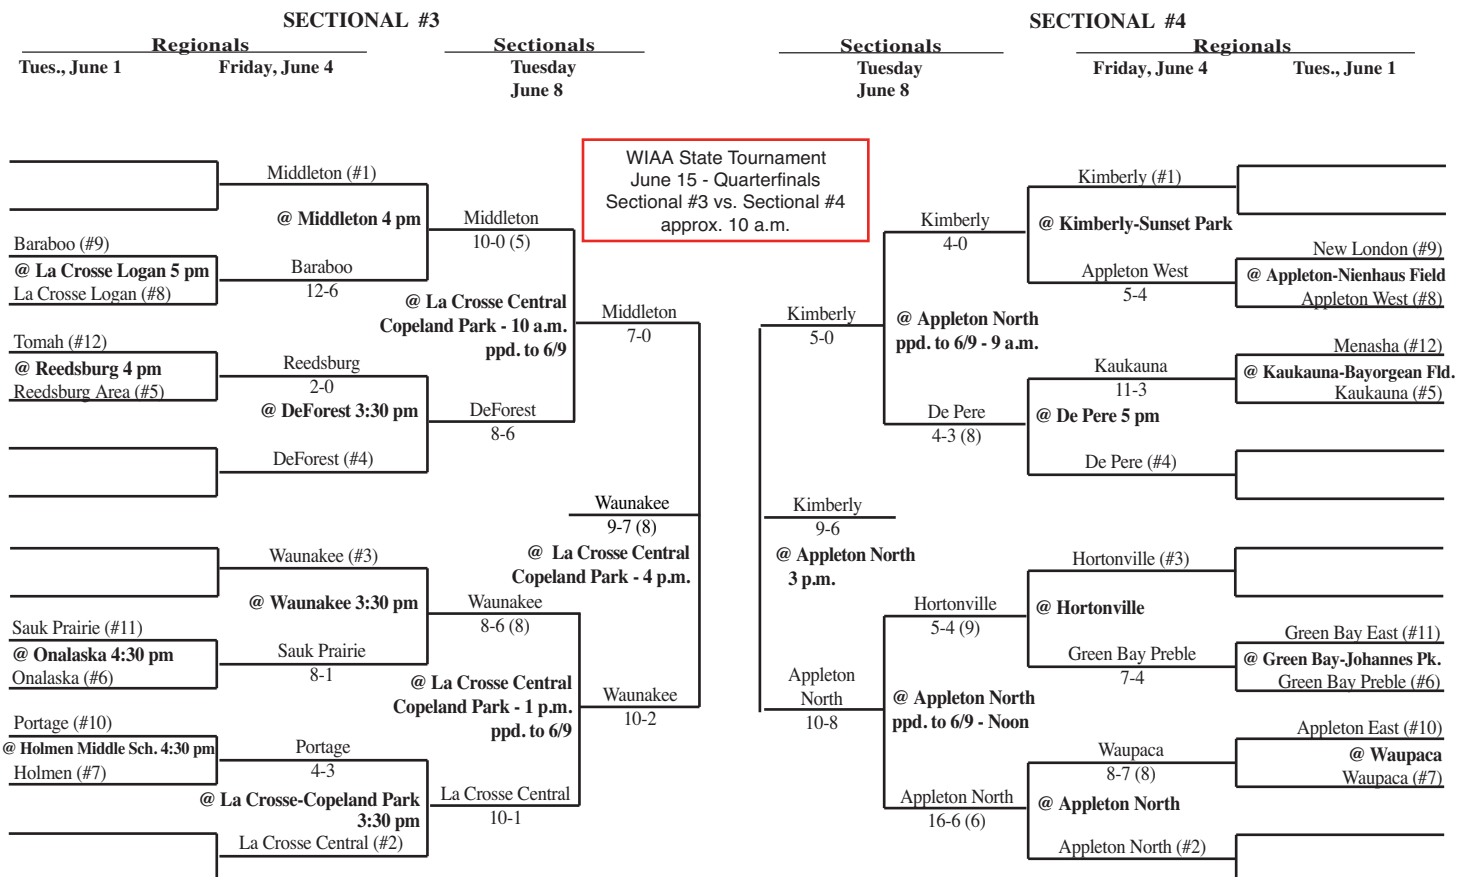 SECTIONAL #3
Regionals
Sectionals
Tues., June 1
Friday, June 4
Tuesday
June 8
Middleton (#1)
@ Middleton 4 pm
Middleton
10-0 (5)
Baraboo (#9)
@ La Crosse Logan 5 pm
La Crosse Logan (#8)
Baraboo
12-6
@ La Crosse Central
Copeland Park - 10 a.m.
ppd. to 6/9
Middleton
7-0
Tomah (#12)
@ Reedsburg 4 pm
Reedsburg Area (#5)
Reedsburg
2-0
@ DeForest 3:30 pm
DeForest
8-6
DeForest (#4)
Waunakee
9-7 (8)
@ La Crosse Central
Copeland Park - 4 p.m.
Waunakee (#3)
@ Waunakee 3:30 pm
Waunakee
8-6 (8)
Sauk Prairie (#11)
@ Onalaska 4:30 pm
Onalaska (#6)
Sauk Prairie
8-1
@ La Crosse Central
Copeland Park - 1 p.m.
ppd. to 6/9
Waunakee
10-2
Portage (#10)
@ Holmen Middle Sch. 4:30 pm
Holmen (#7)
Portage
4-3
@ La Crosse-Copeland Park
3:30 pm
La Crosse Central
10-1
La Crosse Central (#2)
WIAA State Tournament
June 15 - Quarterfinals
Sectional #3 vs. Sectional #4
approx. 10 a.m.
SECTIONAL #4
Sectionals
Regionals
Tuesday
June 8
Friday, June 4
Tues., June 1
Kimberly (#1)
Kimberly
4-0
@ Kimberly-Sunset Park
New London (#9)
@ Appleton-Nienhaus Field
Appleton West (#8)
Appleton West
5-4
Kimberly
5-0
@ Appleton North
ppd. to 6/9 - 9 a.m.
Menasha (#12)
@ Kaukauna-Bayorgean Fld.
Kaukauna (#5)
Kaukauna
11-3
De Pere
4-3 (8)
@ De Pere 5 pm
De Pere (#4)
Kimberly
9-6
@ Appleton North
3 p.m.
Hortonville (#3)
Hortonville
5-4 (9)
@ Hortonville
Green Bay East (#11)
@ Green Bay-Johannes Pk.
Green Bay Preble (#6)
Green Bay Preble
7-4
Appleton
North
10-8
@ Appleton North
ppd. to 6/9 - Noon
Appleton East (#10)
@ Waupaca
Waupaca (#7)
Waupaca
8-7 (8)
Appleton North
16-6 (6)
@ Appleton North
Appleton North (#2)